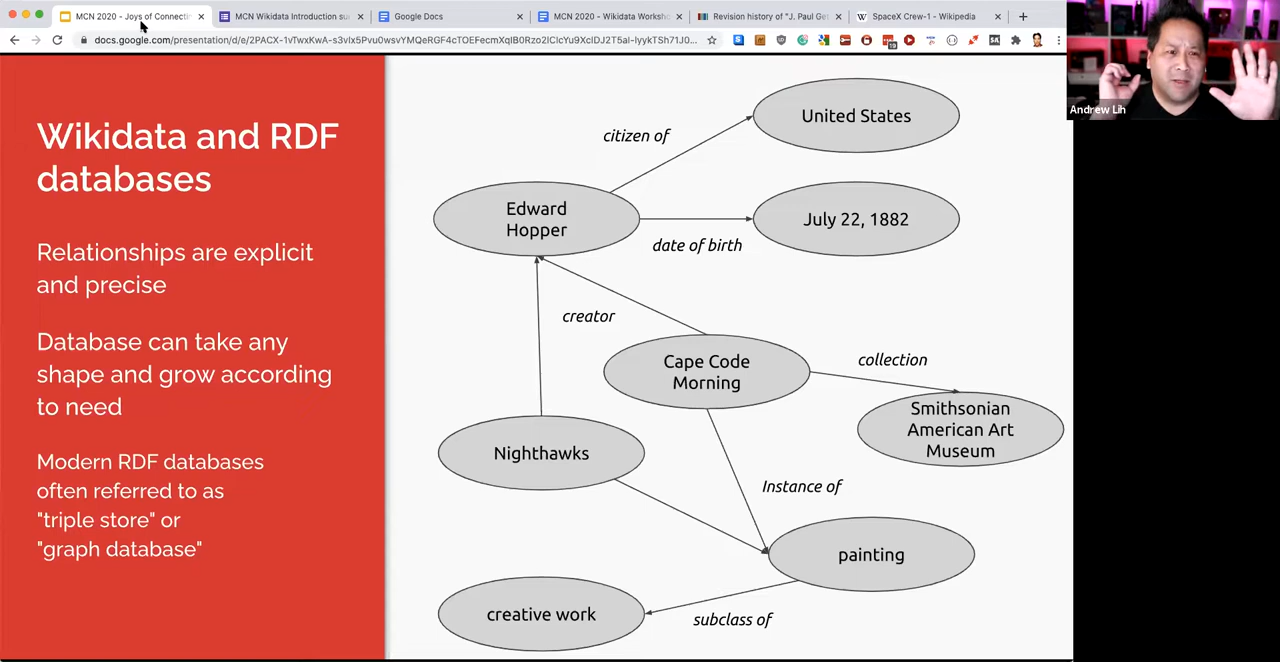 MCN 2020 - Joys of Connectin
MCN Wikidata Introduction su
Google Docs
MCN 2020 - Wikidata Worksho
Revision history of "J. Paul Get
SpaceX Crew-1 - Wikipedia
Andrew Lih
Wikidata and RDF
databases
Relationships are explicit
and precise
Database can take any
shape and grow according
to need
Modern RDF databases
often referred to as
"triple store" or
"graph database"
United States
citizen of
Edward
Hopper
July 22, 1882
date of birth
creator
Cape Code
Morning
collection
Smithsonian
American Art
Museum
Nighthawks
Instance of
painting
creative work
subclass of